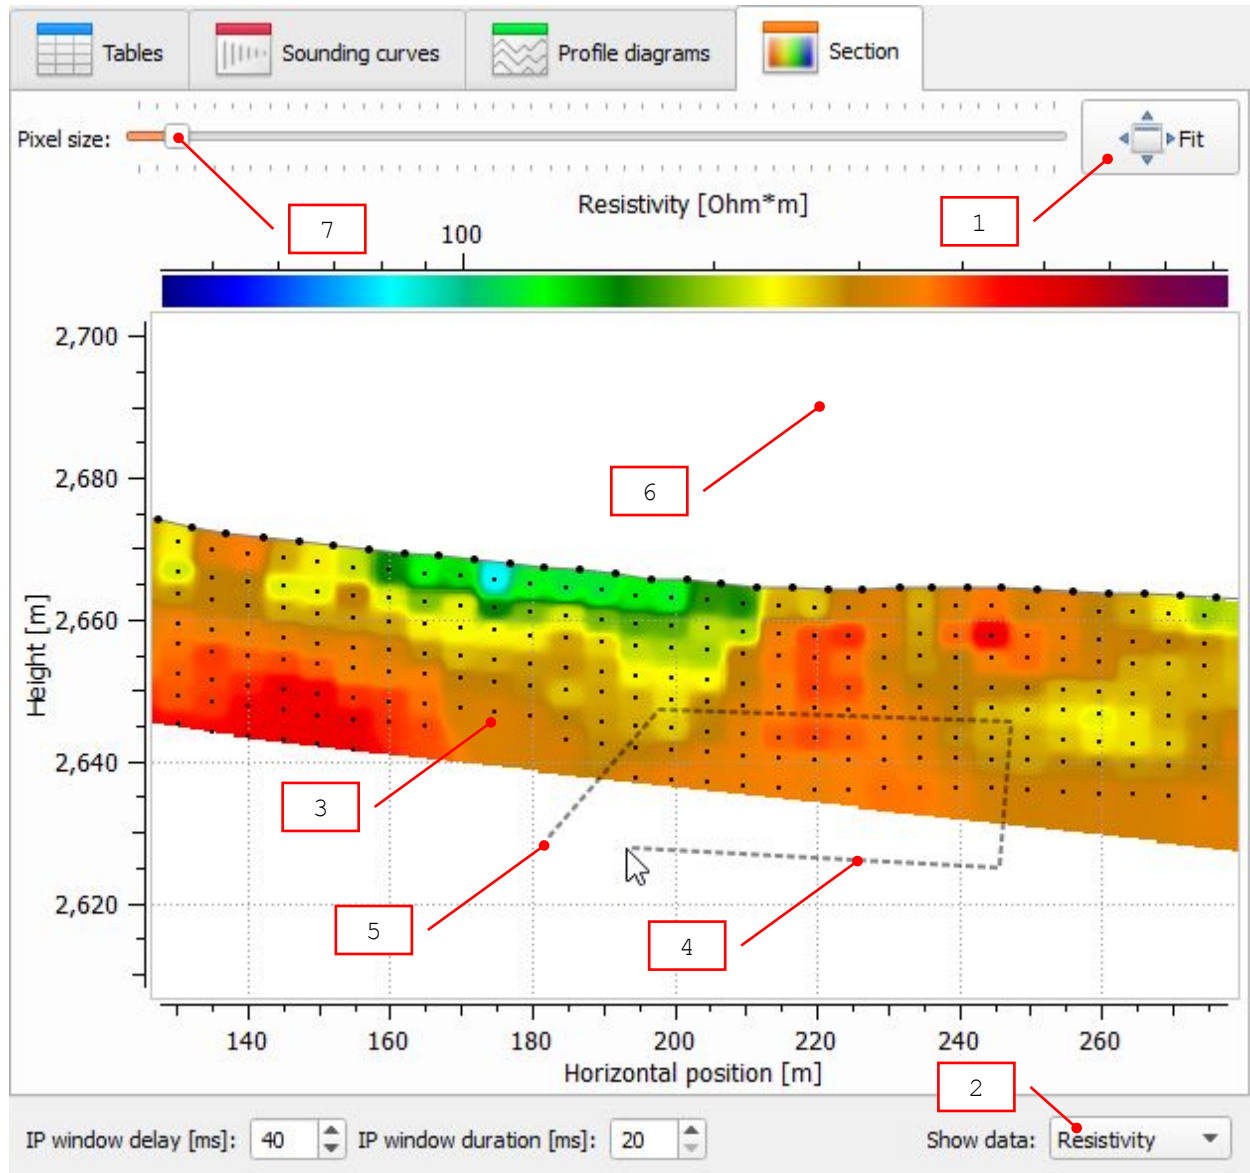 Tables Sounding curves Profile diagrams Section
Pixel size: Fit
Resistivity [Ohm*m]
7 1
100
2,700
6
2,680
2,660
Height [m]
2,640
3
2,620
5 4
140 160 180 200 220 240 260
Horizontal position [m]
2
IP window delay [ms]: 40 IP window duration [ms]: 20 Show data: Resistivity